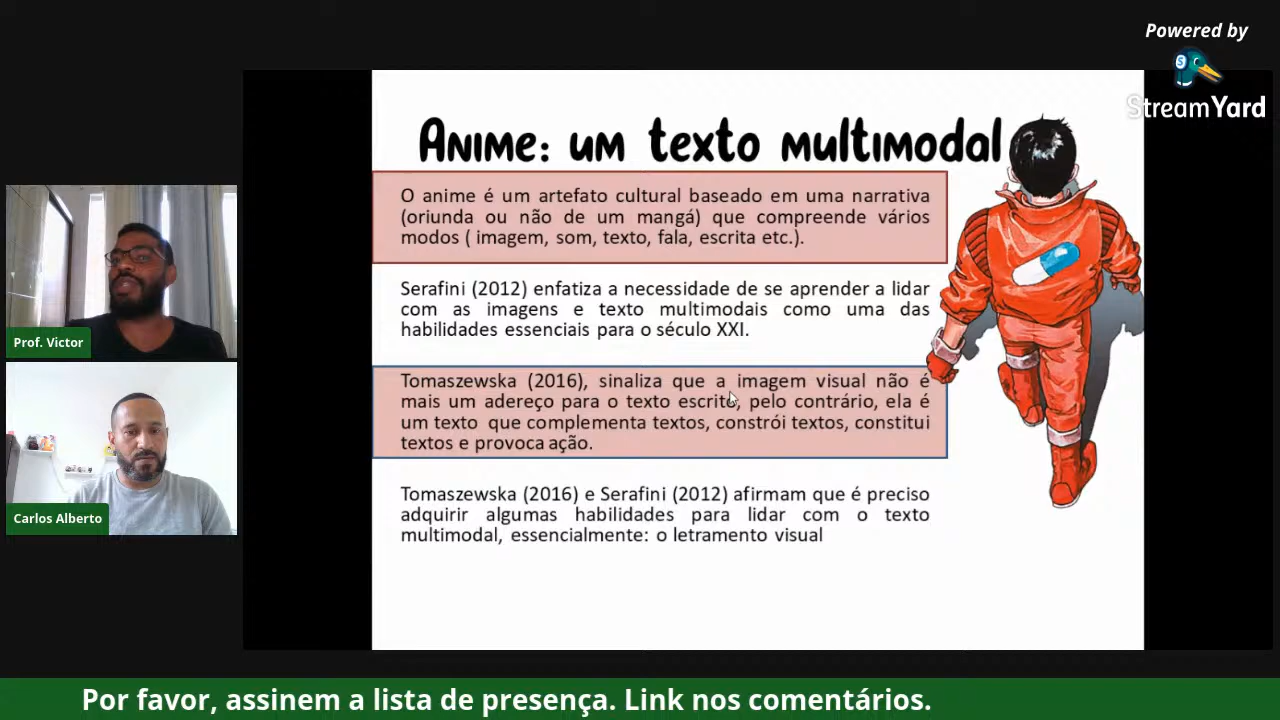 Powered by
StreamYard
Anime: um texto multimodal
O anime é um artefato cultural baseado em uma narrativa
(oriunda ou não de um mangá) que compreende vários
modos ( imagem, som, texto, fala, escrita etc.).
Serafini (2012) enfatiza a necessidade de se aprender a lidar
com as imagens e texto multimodais como uma das
habilidades essenciais para o século XXI.
Tomaszewska (2016), sinaliza que a imagem visual não é
mais um adereço para o texto escrito, pelo contrário, ela é
um texto que complementa textos, constrói textos, constitui
textos e provoca ação.
Tomaszewska (2016) e Serafini (2012) afirmam que é preciso
adquirir algumas habilidades para lidar com o texto
multimodal, essencialmente: o letramento visual
Prof. Victor
Carlos Alberto
Por favor, assinem a lista de presença. Link nos comentários.